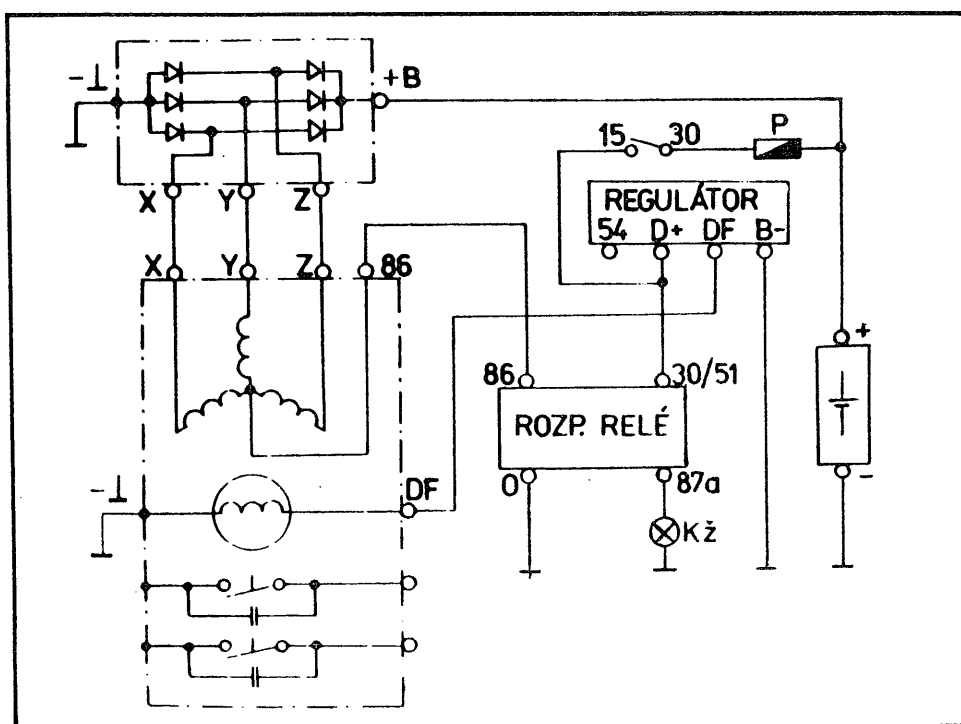 -⊥
+B
15 30 P
REGULÁTOR
54 D+ DF B-
X Y Z
X Y Z 86
+
86 30/51
ROZP. RELÉ
0 87a
-
-⊥ DF
Kž